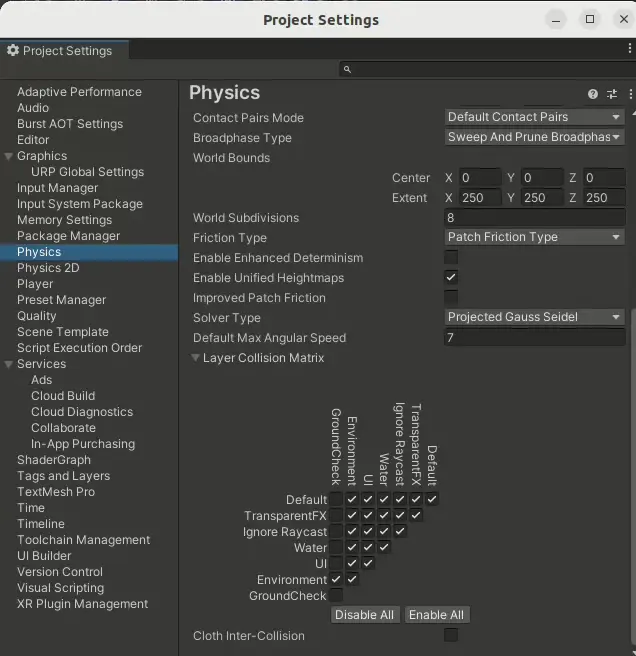 Project Settings
Project Settings
Adaptive Performance
Audio
Burst AOT Settings
Editor
Graphics
URP Global Settings
Input Manager
Input System Package
Memory Settings
Package Manager
Physics
Physics 2D
Player
Preset Manager
Quality
Scene Template
Script Execution Order
Services
Ads
Cloud Build
Cloud Diagnostics
Collaborate
In-App Purchasing
ShaderGraph
Tags and Layers
TextMesh Pro
Time
Timeline
Toolchain Management
UI Builder
Version Control
Visual Scripting
XR Plugin Management
Physics
Contact Pairs Mode Default Contact Pairs
Broadphase Type Sweep And Prune Broadphas
World Bounds
Center X 0 Y 0 Z 0
Extent X 250 Y 250 Z 250
World Subdivisions 8
Friction Type Patch Friction Type
Enable Enhanced Determinism
Enable Unified Heightmaps
Improved Patch Friction
Solver Type Projected Gauss Seidel
Default Max Angular Speed 7
Layer Collision Matrix
GroundCheck
Environment
UI
Water
Ignore Raycast
TransparentFX
Default
Default
TransparentFX
Ignore Raycast
Water
UI
Environment
GroundCheck
Disable All Enable All
Cloth Inter-Collision